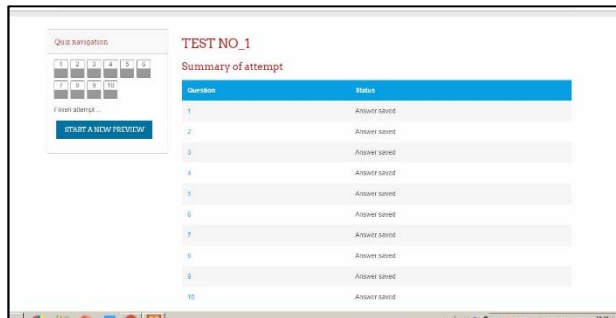 Quiz navigation
1 2 3 4 5 6
7 8 9 10
Finish attempt ...
START A NEW PREVIEW
TEST NO_1
Summary of attempt
Question Status
1 Answer saved
2 Answer saved
3 Answer saved
4 Answer saved
5 Answer saved
6 Answer saved
7 Answer saved
8 Answer saved
9 Answer saved
10 Answer saved